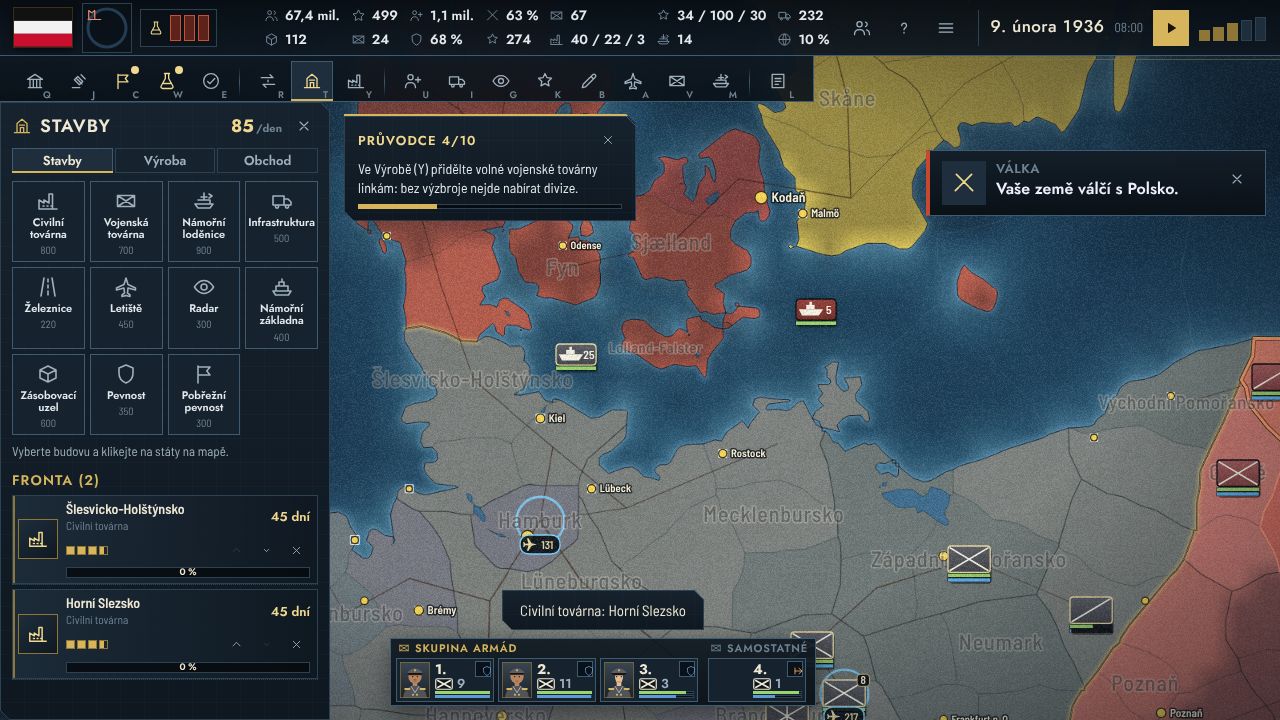 67,4 mil.
499
1,1 mil.
63 %
67
34 / 100 / 30
232
112
24
68 %
274
40 / 22 / 3
14
10 %
?
9. února 1936
08:00
Q
J
C
W
E
R
T
Y
U
I
G
K
B
A
V
M
L
STAVBY
85 /den
Stavby
Výroba
Obchod
Civilní továrna
800
Vojenská továrna
700
Námořní loděnice
900
Infrastruktura
500
Železnice
220
Letiště
450
Radar
300
Námořní základna
400
Zásobovací uzel
600
Pevnost
350
Pobřežní pevnost
300
Vyberte budovu a klikejte na státy na mapě.
FRONTA (2)
Šlesvicko-Holštýnsko
Civilní továrna
45 dní
0 %
Horní Slezsko
Civilní továrna
45 dní
0 %
PRŮVODCE 4/10
Ve Výrobě (Y) přidělte volné vojenské továrny
linkám: bez výzbroje nejde nabírat divize.
VÁLKA
Vaše země válčí s Polskem.
Skåne
Kodaň
Malmö
Odense
Sjælland
Fyn
5
25
Lolland-Falster
Šlesvicko-Holštýnsko
Východní Pomořansko
Kiel
Rostock
Lübeck
Hamburk
131
Mecklenbursko
Lüneburgsko
Brémy
Neumark
Poznaň
Poznaň
Civilní továrna: Horní Slezsko
SKUPINA ARMÁD
SAMOSTATNÉ
1.
9
2.
11
3.
3
4.
1
8
217